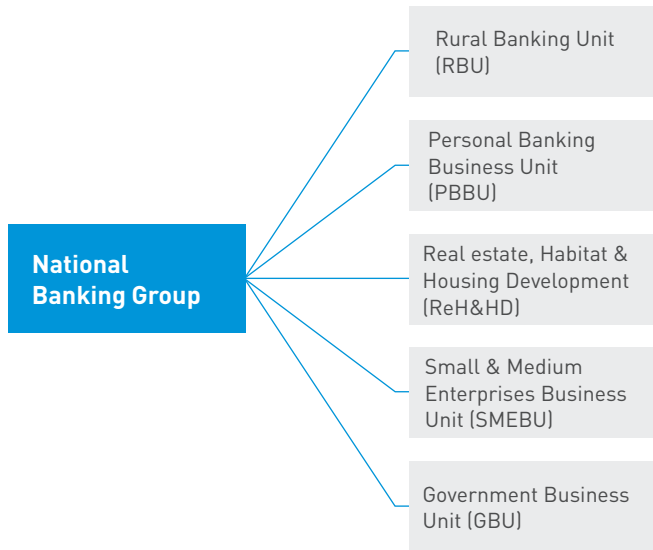 Rural Banking Unit
(RBU)
Personal Banking
Business Unit
(PBBU)
National
Banking Group
Real estate, Habitat &
Housing Development
(ReH&HD)
Small & Medium
Enterprises Business
Unit (SMEBU)
Government Business
Unit (GBU)